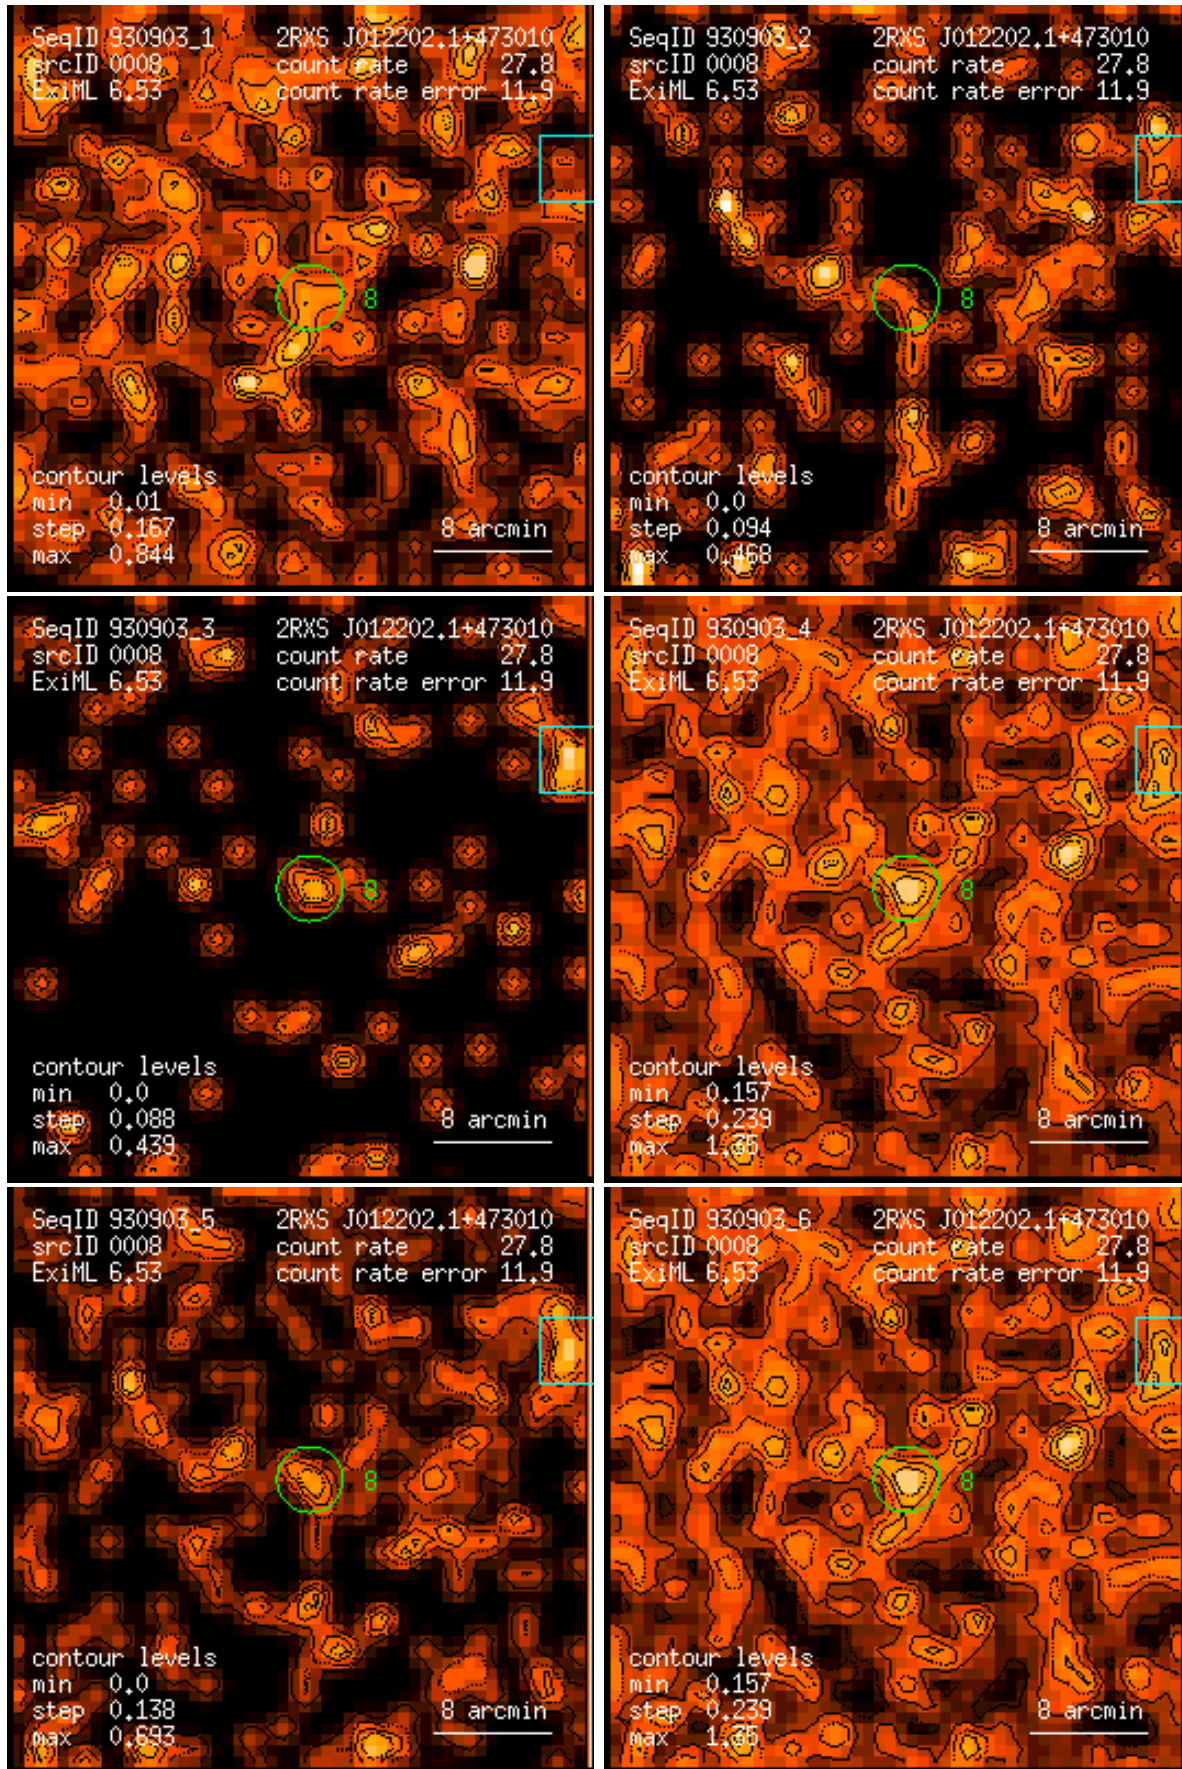 SeqID 930903_1 2RXS J012202.1+473010
srcID 0008 count rate 27.8
ExiML 6.53 count rate error 11.9
8
contour levels
min 0.01
step 0.167 8 arcmin
max 0.844
SeqID 930903_2 2RXS J012202.1+473010
srcID 0008 count rate 27.8
ExiML 6.53 count rate error 11.9
8
contour levels
min 0.0
step 0.094 8 arcmin
max 0.468
SeqID 930903_3 2RXS J012202.1+473010
srcID 0008 count rate 27.8
ExiML 6.53 count rate error 11.9
8
contour levels
min 0.0
step 0.088 8 arcmin
max 0.439
SeqID 930903_4 2RXS J012202.1+473010
srcID 0008 count rate 27.8
ExiML 6.53 count rate error 11.9
8
contour levels
min 0.157
step 0.239 8 arcmin
max 1.35
SeqID 930903_5 2RXS J012202.1+473010
srcID 0008 count rate 27.8
ExiML 6.53 count rate error 11.9
8
contour levels
min 0.0
step 0.138 8 arcmin
max 0.693
SeqID 930903_6 2RXS J012202.1+473010
srcID 0008 count rate 27.8
ExiML 6.53 count rate error 11.9
8
contour levels
min 0.157
step 0.239 8 arcmin
max 1.35